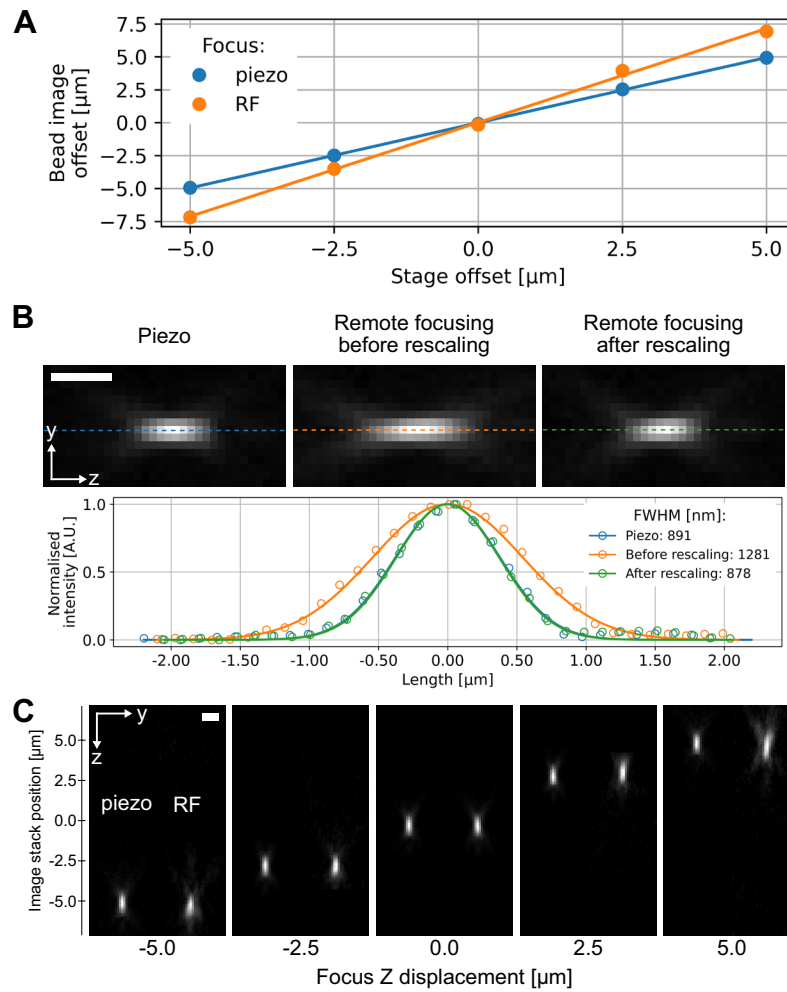 A
Bead image
offset [µm]
7.5
5.0
2.5
0.0
−2.5
−5.0
−7.5
Focus:
piezo
RF
−5.0 −2.5 0.0 2.5 5.0
Stage offset [µm]
B
Piezo
Remote focusing
before rescaling
Remote focusing
after rescaling
y
z
Normalised
intensity [A.U.]
1.0
0.5
0.0
FWHM [nm]:
Piezo: 891
Before rescaling: 1281
After rescaling: 878
-2.00 -1.50 -1.00 -0.50 0.00 0.50 1.00 1.50 2.00
Length [µm]
C
Image stack position [µm]
5.0
2.5
0.0
-2.5
-5.0
y
z
piezo RF
-5.0 -2.5 0.0 2.5 5.0
Focus Z displacement [µm]